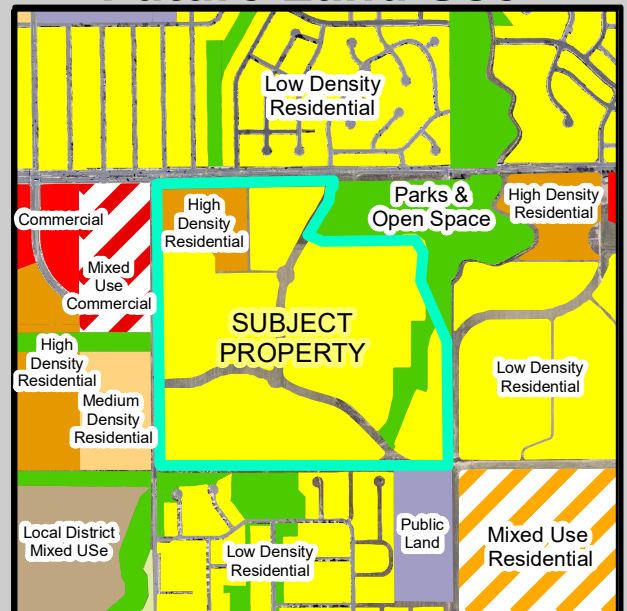 Low Density
Residential
High
Density
Residential
Parks &
Open Space
High Density
Residential
Commercial
Mixed
Use
Commercial
SUBJECT
PROPERTY
High
Density
Residential
Medium
Density
Residential
Low Density
Residential
Local District
Mixed USe
Low Density
Residential
Public
Land
Mixed Use
Residential